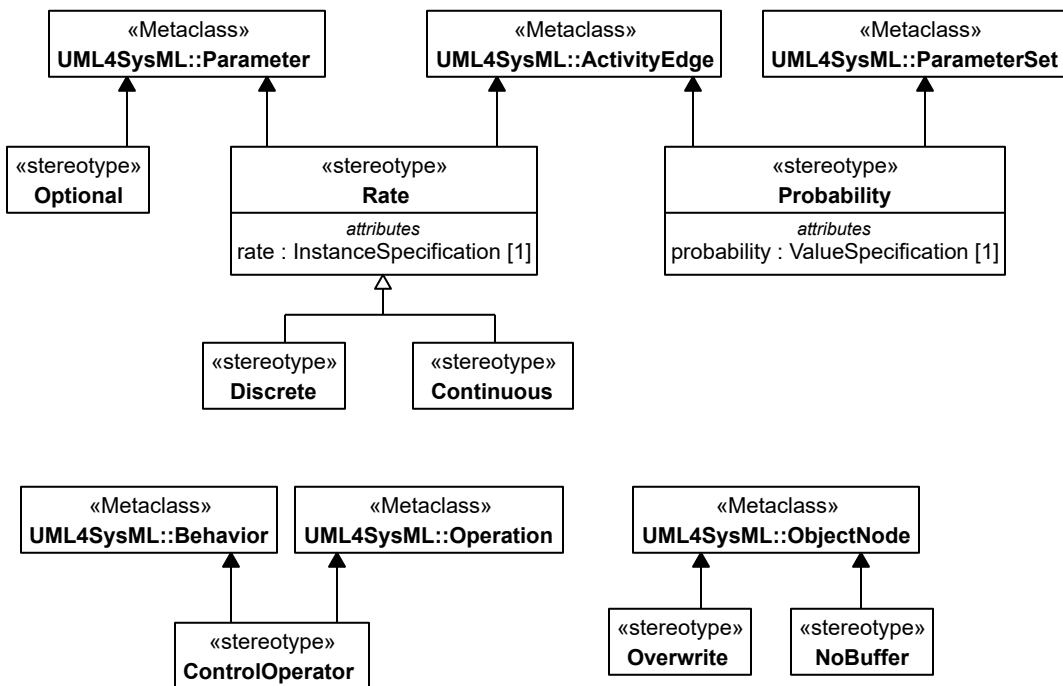 «Metaclass»
UML4SysML::Parameter
«Metaclass»
UML4SysML::ActivityEdge
«Metaclass»
UML4SysML::ParameterSet
«stereotype»
Optional
«stereotype»
Rate
attributes
rate : InstanceSpecification [1]
«stereotype»
Probability
attributes
probability : ValueSpecification [1]
«stereotype»
Discrete
«stereotype»
Continuous
«Metaclass»
UML4SysML::Behavior
«Metaclass»
UML4SysML::Operation
«Metaclass»
UML4SysML::ObjectNode
«stereotype»
ControlOperator
«stereotype»
Overwrite
«stereotype»
NoBuffer